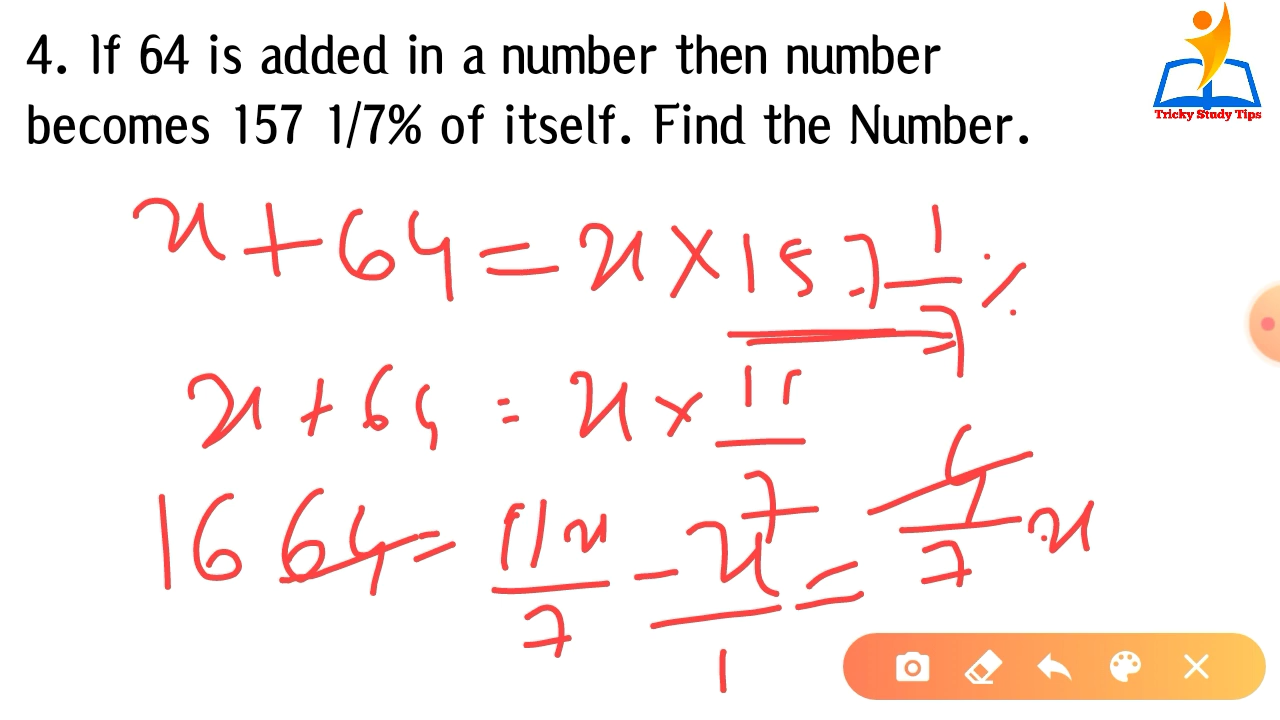 4. If 64 is added in a number then number
becomes 157 1/7% of itself. Find the Number.
Tricky Study Tips
x + 64 = x × 157 1/7 %
x + 64 = x × 11/7
16 64 = 11x/7 - x/1 = 4/7 x